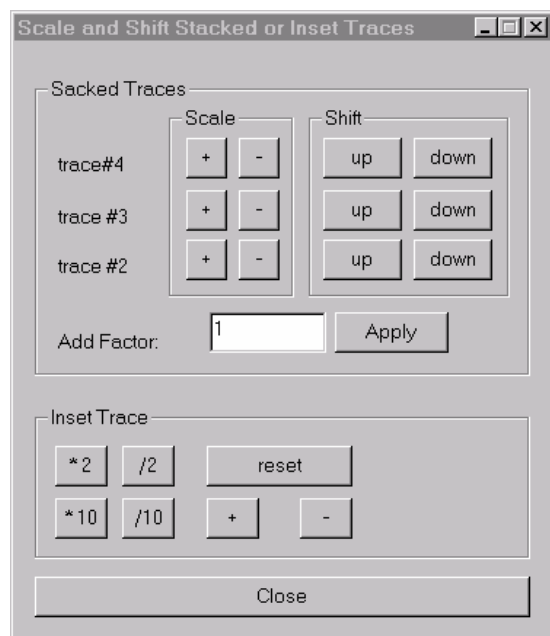 Scale and Shift Stacked or Inset Traces
Sacked Traces
Scale Shift
trace#4 + - up down
trace #3 + - up down
trace #2 + - up down
Add Factor: 1 Apply
Inset Trace
*2 /2 reset
*10 /10 + -
Close